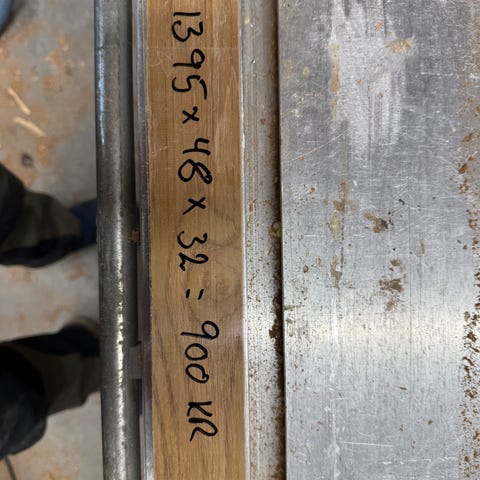 1395 x 48 x 32 = 900 KR